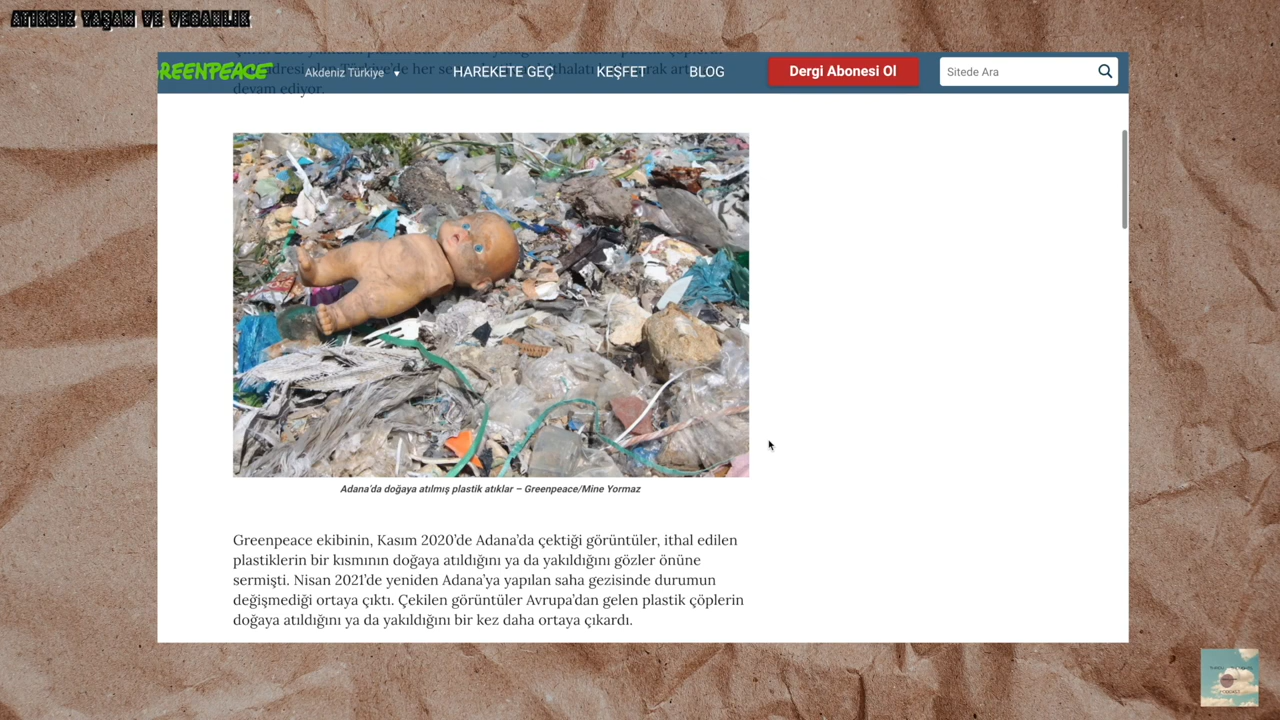 ATIKSIZ YAŞAM VE VEGANLIK
GREENPEACE Akdeniz Türkiye ▼ HAREKETE GEÇ KEŞFET BLOG Dergi Abonesi Ol Sitede Ara
devam ediyor.
Adana'da doğaya atılmış plastik atıklar – Greenpeace/Mine Yormaz
Greenpeace ekibinin, Kasım 2020'de Adana'da çektiği görüntüler, ithal edilen
plastiklerin bir kısmının doğaya atıldığını ya da yakıldığını gözler önüne
sermişti. Nisan 2021'de yeniden Adana'ya yapılan saha gezisinde durumun
değişmediği ortaya çıktı. Çekilen görüntüler Avrupa'dan gelen plastik çöplerin
doğaya atıldığını ya da yakıldığını bir kez daha ortaya çıkardı.